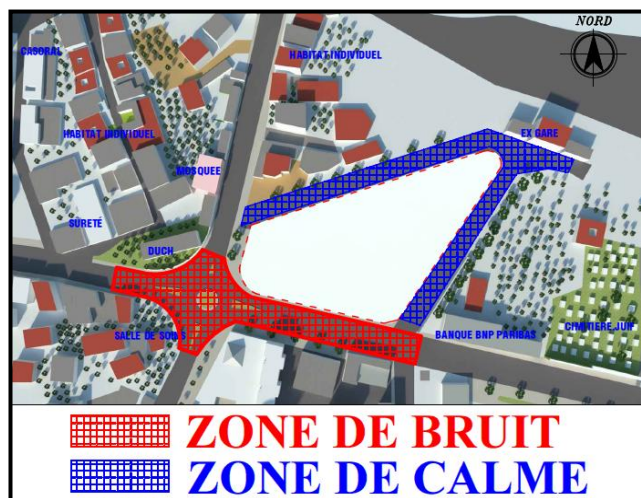 NORD
CASORAL
HABITAT INDIVIDUEL
EX GARE
HABITAT INDIVIDUEL
MOSQUEE
SURETÉ
DUCH
SALLE DE SOINS
BANQUE BNP PARIBAS
CIMETIERE JUIF
ZONE DE BRUIT
ZONE DE CALME